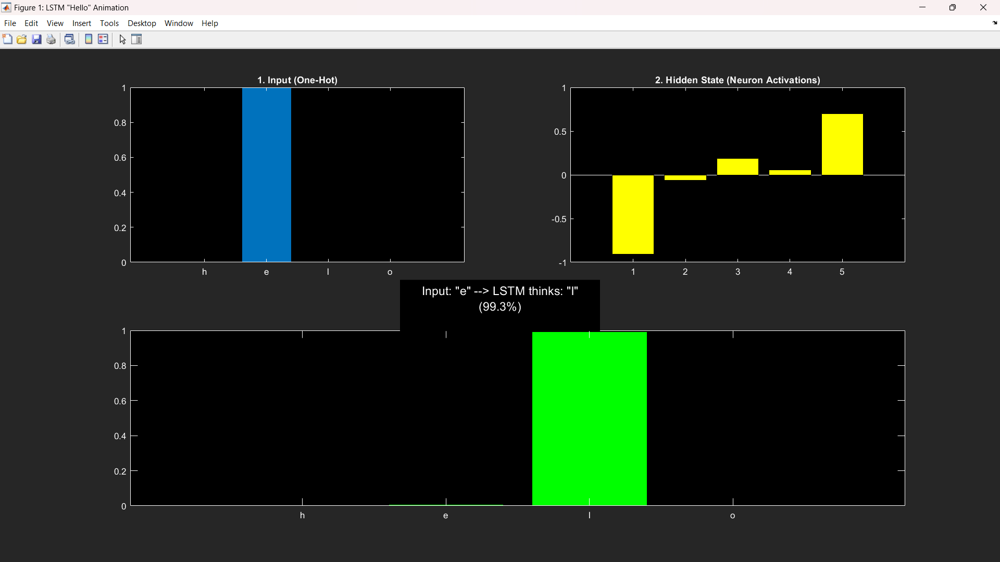 Figure 1: LSTM "Hello" Animation
File Edit View Insert Tools Desktop Window Help
1. Input (One-Hot)
1
0.8
0.6
0.4
0.2
0
h e l o
2. Hidden State (Neuron Activations)
1
0.5
0
-0.5
-1
1 2 3 4 5
Input: "e" --> LSTM thinks: "l"
(99.3%)
1
0.8
0.6
0.4
0.2
0
h e l o